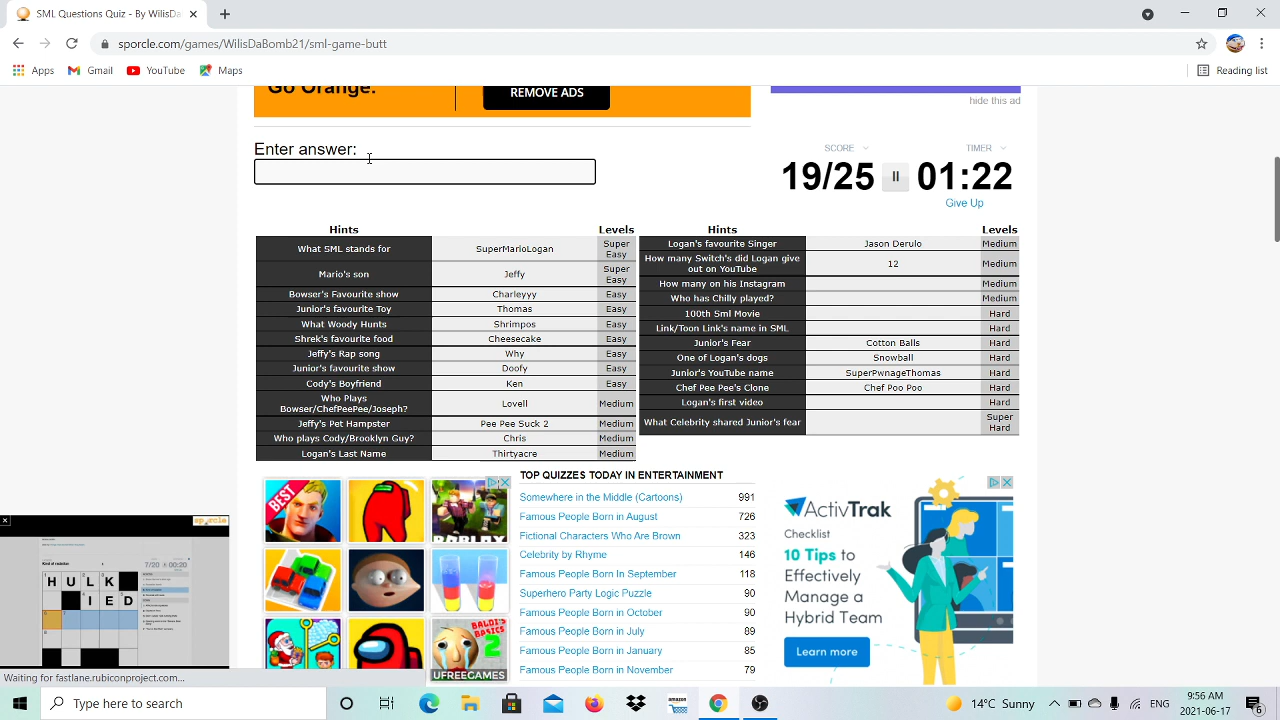 SML Questions Quiz - By WilisDa
sporcle.com/games/WilisDabomb21/sml-game-butt
Apps Gmail YouTube Maps Reading list
Go Orange.
REMOVE ADS
hide this ad
Enter answer:
SCORE TIMER
19/25 01:22
Give Up
Hints Levels
What SML stands for SuperMarioLogan Super Easy
Mario's son Jeffy Super Easy
Bowser's Favourite show Charleyyy Easy
Junior's favourite Toy Thomas Easy
What Woody Hunts Shrimpos Easy
Shrek's favourite food Cheesecake Easy
Jeffy's Rap song Why Easy
Junior's favourite show Doofy Easy
Cody's Boyfriend Ken Easy
Who Plays Bowser/ChefPeePee/Joseph? Lovell Medium
Jeffy's Pet Hampster Pee Pee Suck 2 Medium
Who plays Cody/Brooklyn Guy? Chris Medium
Logan's Last Name Thirtyacre Medium
Hints Levels
Logan's favourite Singer Jason Derulo Medium
How many Switch's did Logan give out on YouTube 12 Medium
How many on his Instagram Medium
Who has Chilly played? Medium
100th Sml Movie Hard
Link/Toon Link's name in SML Hard
Junior's Fear Cotton Balls Hard
One of Logan's dogs Snowball Hard
Junior's YouTube name SuperPwnageThomas Hard
Chef Pee Pee's Clone Chef Poo Poo Hard
Logan's first video Hard
What Celebrity shared Junior's fear Super Hard
BEST
ROBLOX
BALDI'S BASICS 2
UFREEGAMES
TOP QUIZZES TODAY IN ENTERTAINMENT
Somewhere in the Middle (Cartoons) 991
Famous People Born in August 726
Fictional Characters Who Are Brown 323
Celebrity by Rhyme 146
Famous People Born In September 118
Superhero Party Logic Puzzle 90
Famous People Born in October 90
Famous People Born in July 89
Famous People Born in January 85
Famous People Born in November 79
ActivTrak
Checklist
10 Tips to
Effectively
Manage a
Hybrid Team
Learn more
sporcle
7/20 00:20
H U L K
I E D
Waiting for fastlane.rubiconproject.com...
Type here to search
amazon
14°C Sunny
ENG
9:56 AM
2021-06-17
6